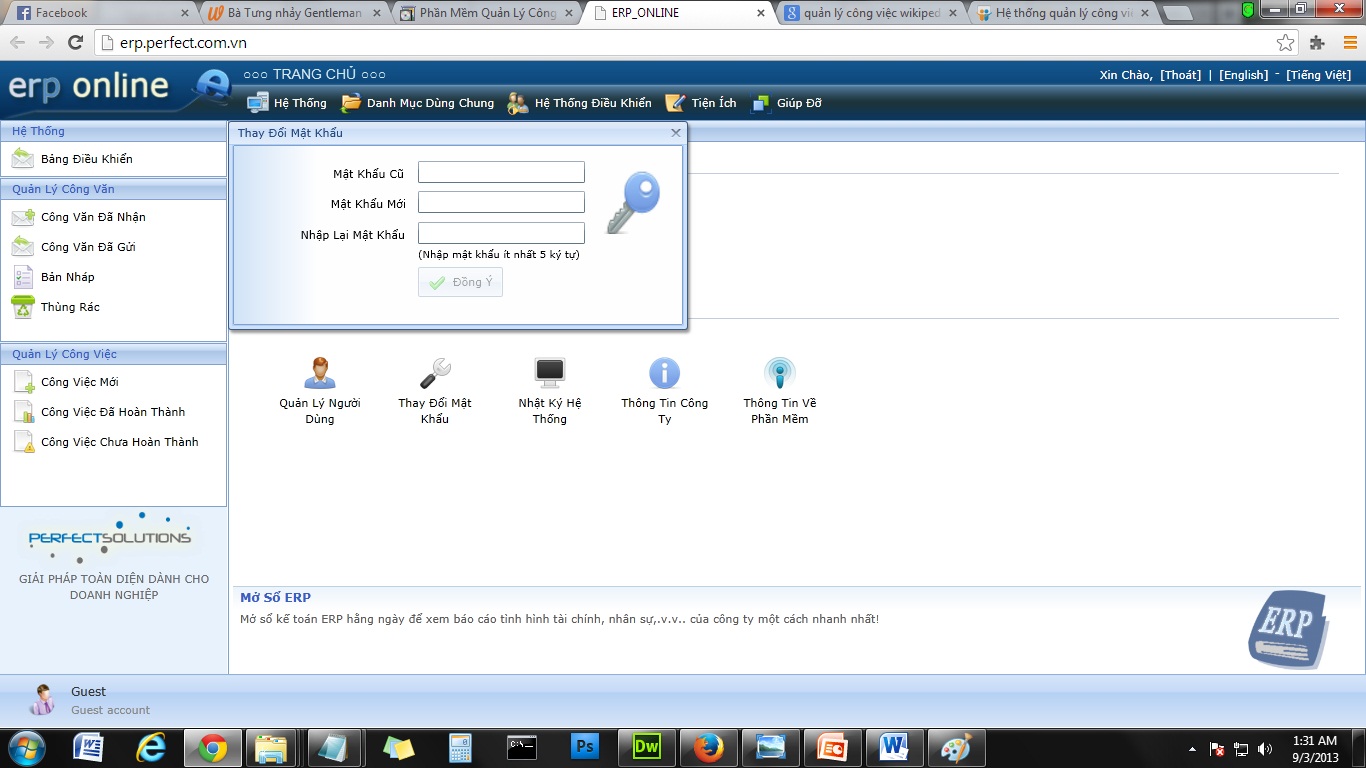 Facebook
Bà Tưng nhảy Gentleman
Phần Mềm Quản Lý Công
ERP_ONLINE
quản lý công việc wikiped
Hệ thống quản lý công việ
erp.perfect.com.vn
erp online
○○○ TRANG CHỦ ○○○
Xin Chào, [Thoát] | [English] - [Tiếng Việt]
Hệ Thống
Danh Mục Dùng Chung
Hệ Thống Điều Khiển
Tiện Ích
Giúp Đỡ
Hệ Thống
Bảng Điều Khiển
Quản Lý Công Văn
Công Văn Đã Nhận
Công Văn Đã Gửi
Bản Nháp
Thùng Rác
Quản Lý Công Việc
Công Việc Mới
Công Việc Đã Hoàn Thành
Công Việc Chưa Hoàn Thành
PERFECTSOLUTIONS
GIẢI PHÁP TOÀN DIỆN DÀNH CHO
DOANH NGHIỆP
Thay Đổi Mật Khẩu
Mật Khẩu Cũ
Mật Khẩu Mới
Nhập Lại Mật Khẩu
(Nhập mật khẩu ít nhất 5 ký tự)
Đồng Ý
Quản Lý Người
Dùng
Thay Đổi Mật
Khẩu
Nhật Ký Hệ
Thống
Thông Tin Công
Ty
Thông Tin Về
Phần Mềm
Mở Sổ ERP
Mở sổ kế toán ERP hằng ngày để xem báo cáo tình hình tài chính, nhân sự,.v.v.. của công ty một cách nhanh nhất!
ERP
Guest
Guest account
C:\.
Ps
Dw
1:31 AM
9/3/2013